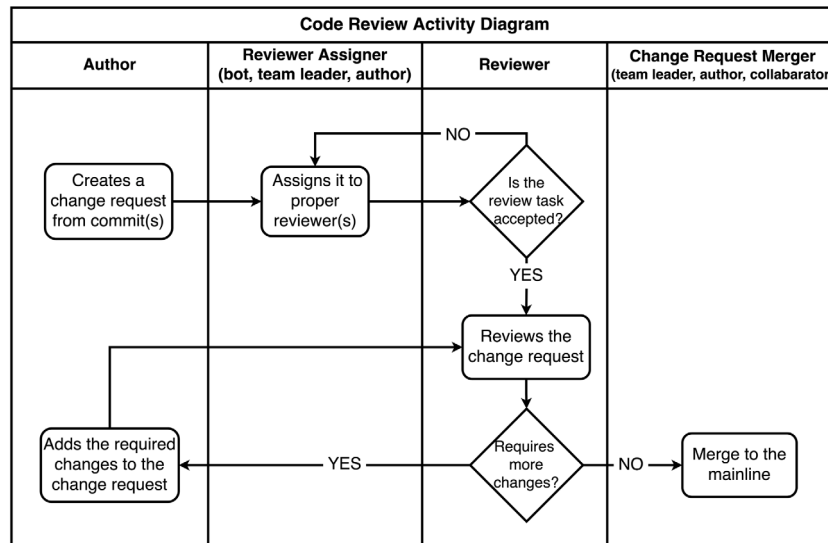 Code Review Activity Diagram
Author
Reviewer Assigner
(bot, team leader, author)
Reviewer
Change Request Merger
(team leader, author, collabarator)
NO
Creates a
change request
from commit(s)
Assigns it to
proper
reviewer(s)
Is the
review task
accepted?
YES
Reviews the
change request
Adds the required
changes to the
change request
YES
Requires
more
changes?
NO
Merge to the
mainline